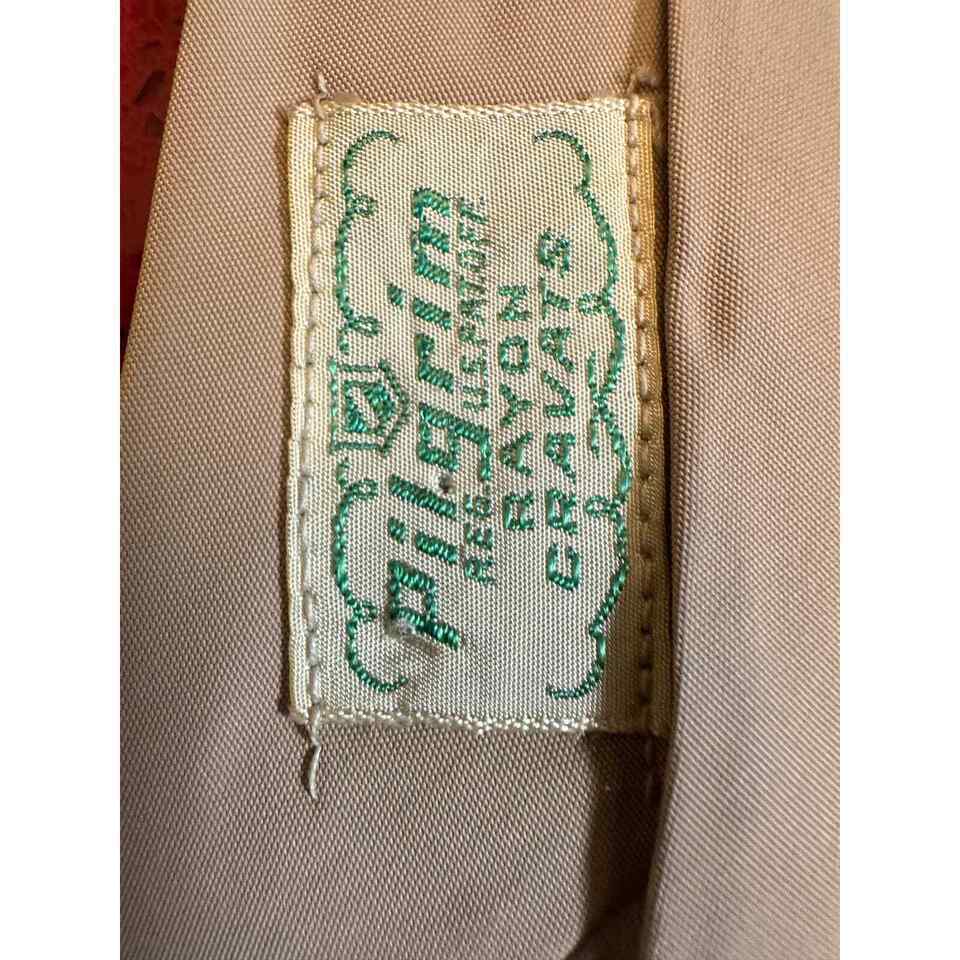 pilgrim
REG. U.S. PAT. OFF.
RAYON
CRAVATS